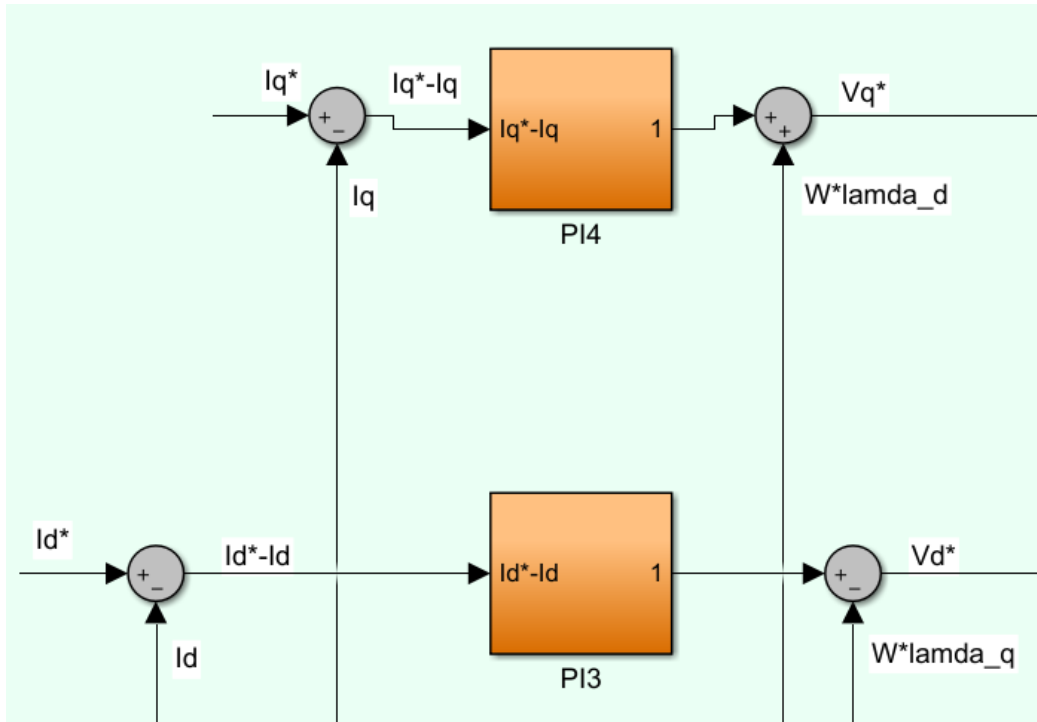 Iq*
Iq*-Iq
+
−
Iq*-Iq
1
+
+
Vq*
Iq
W*lamda_d
PI4
Id*
Id*-Id
+
−
Id*-Id
1
+
−
Vd*
Id
W*lamda_q
PI3